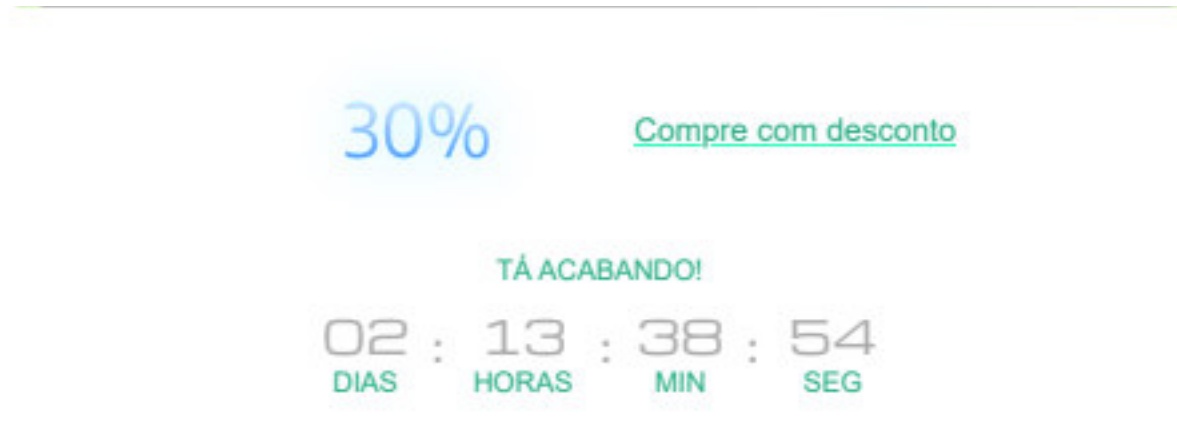 30% Compre com desconto
TÁ ACABANDO!
02 : 13 : 38 : 54
DIAS HORAS MIN SEG